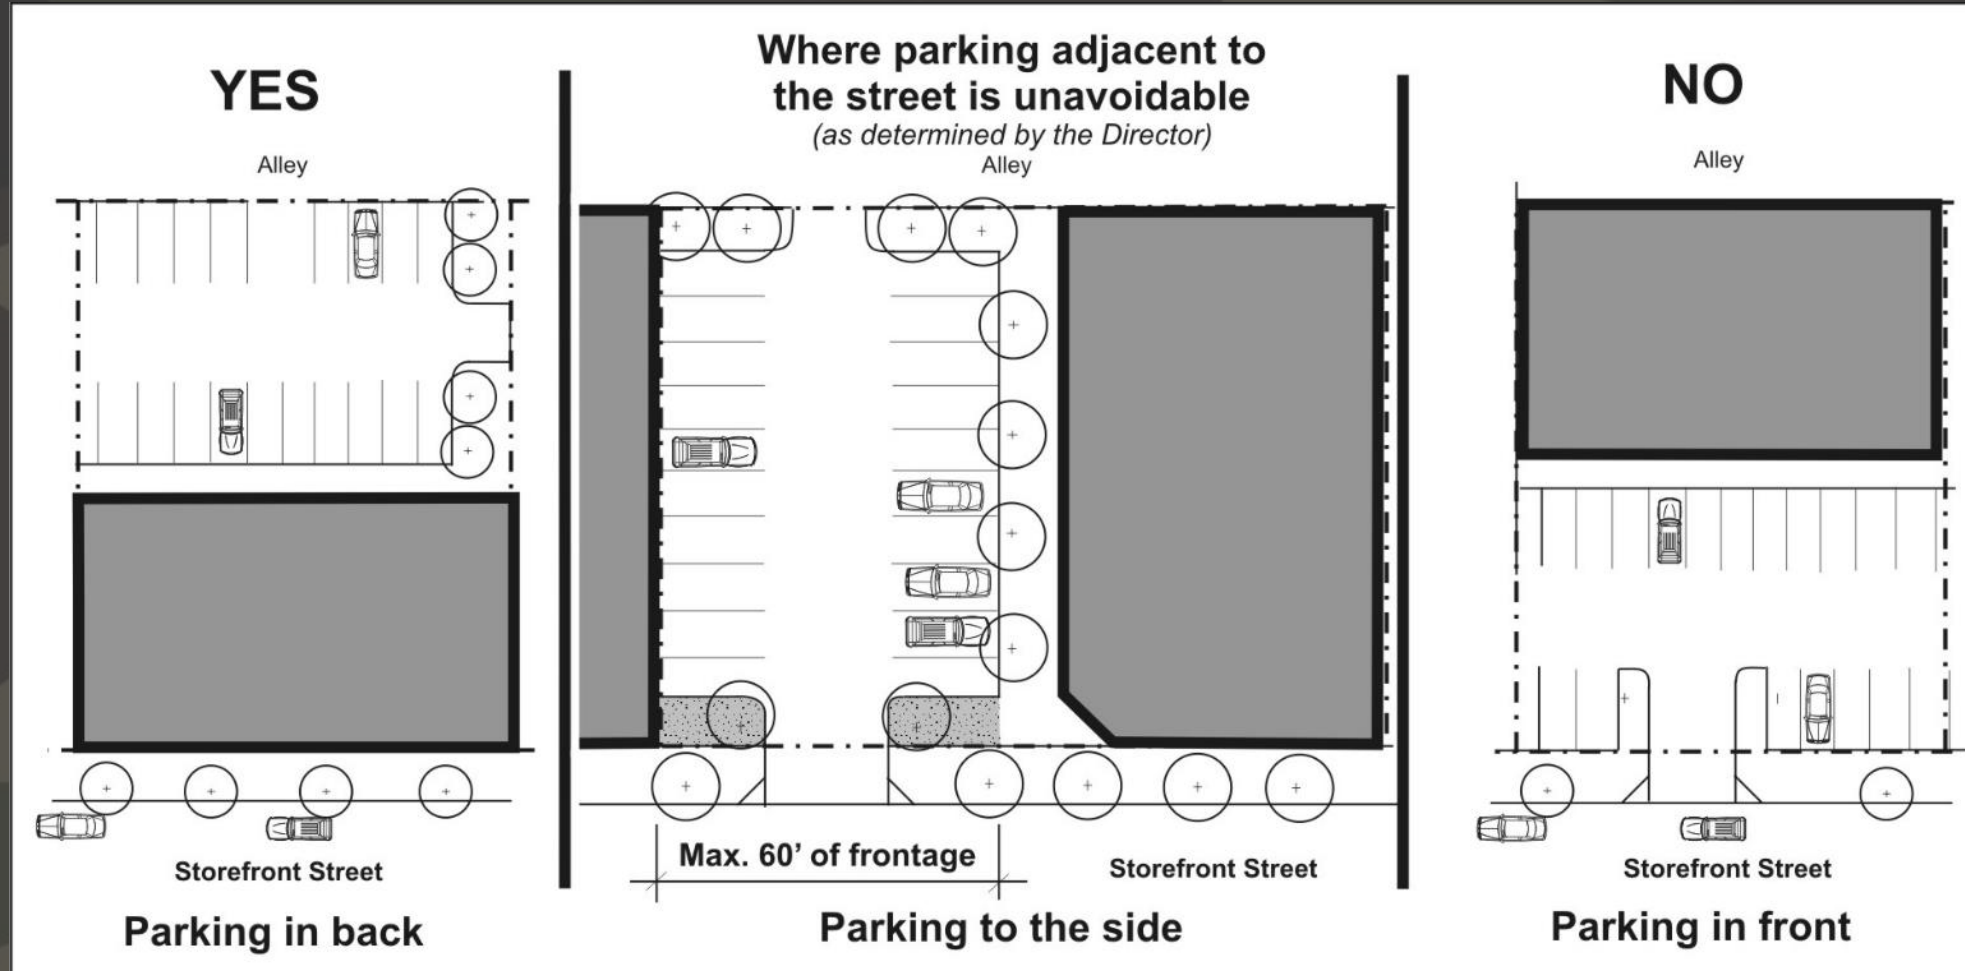 YES
Alley
Storefront Street
Parking in back
Where parking adjacent to
the street is unavoidable
(as determined by the Director)
Alley
Max. 60’ of frontage
Storefront Street
Parking to the side
NO
Alley
Storefront Street
Parking in front